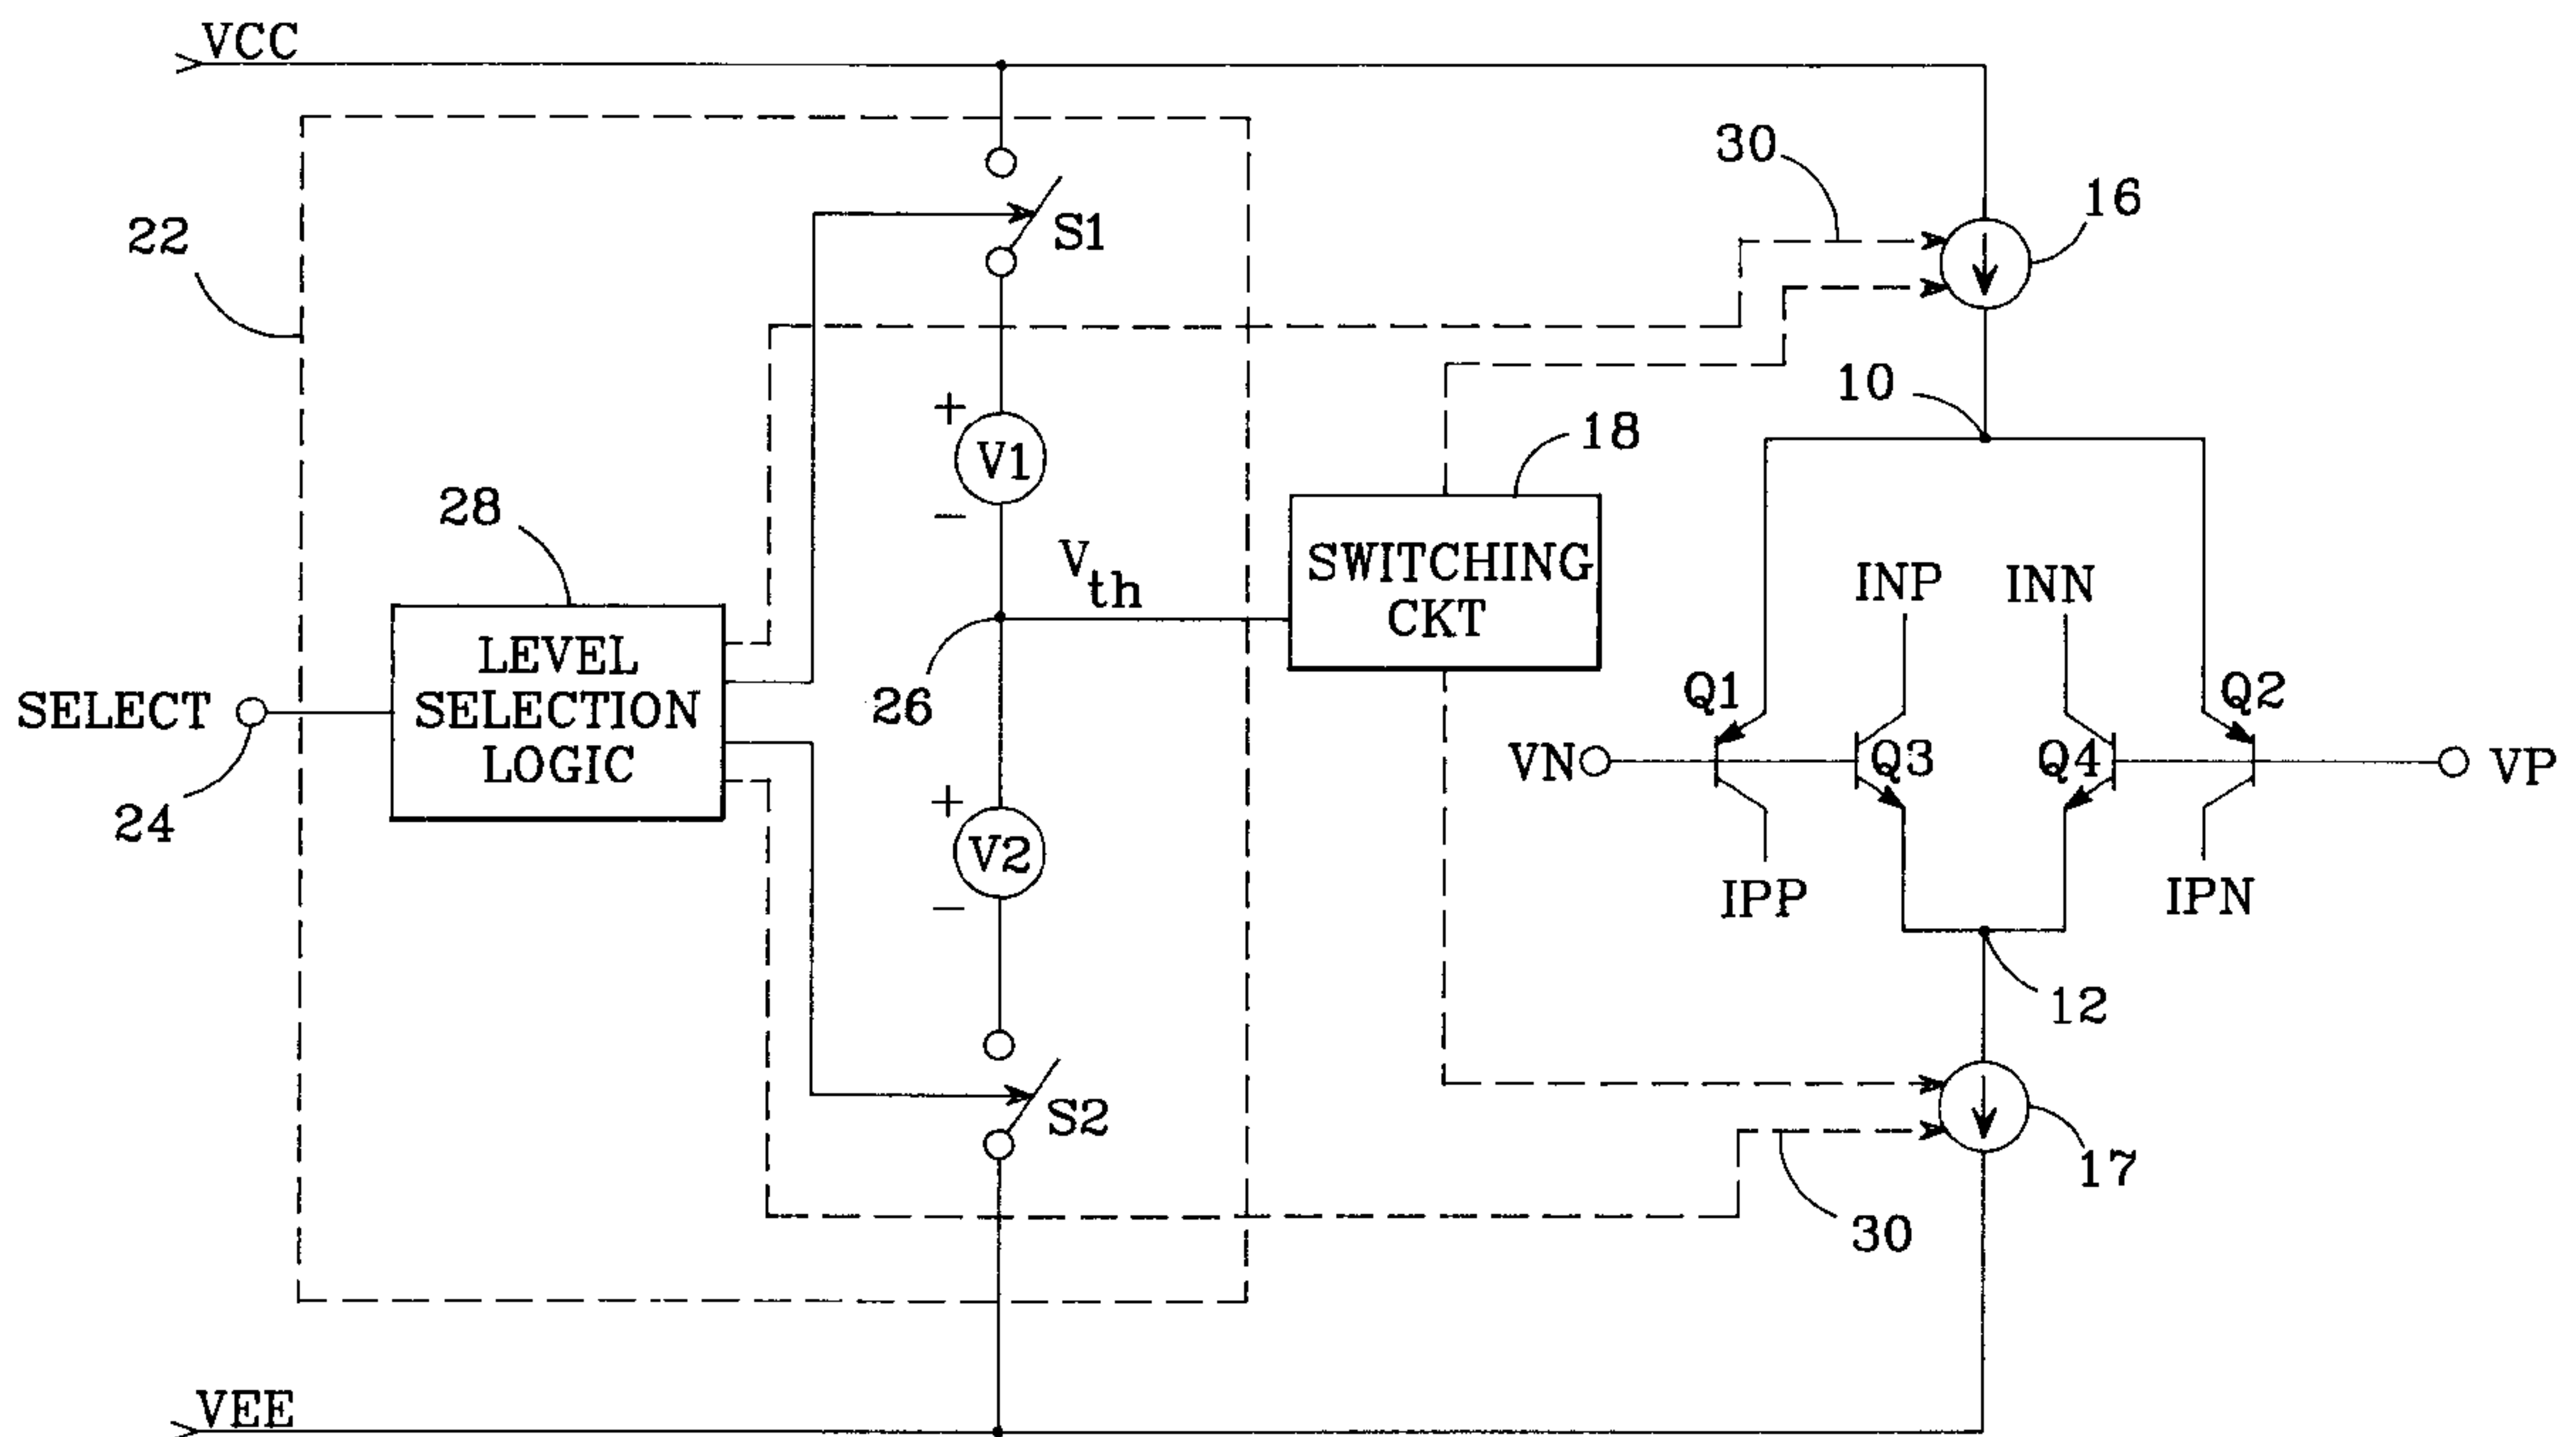 VCC
30
16
22
S1
10
+
V1
−
18
28
Vth
SWITCHING
CKT
INP
INN
LEVEL
SELECTION
LOGIC
26
Q1
Q2
SELECT
VN
Q3
Q4
VP
24
+
V2
−
IPP
IPN
12
S2
17
30
VEE